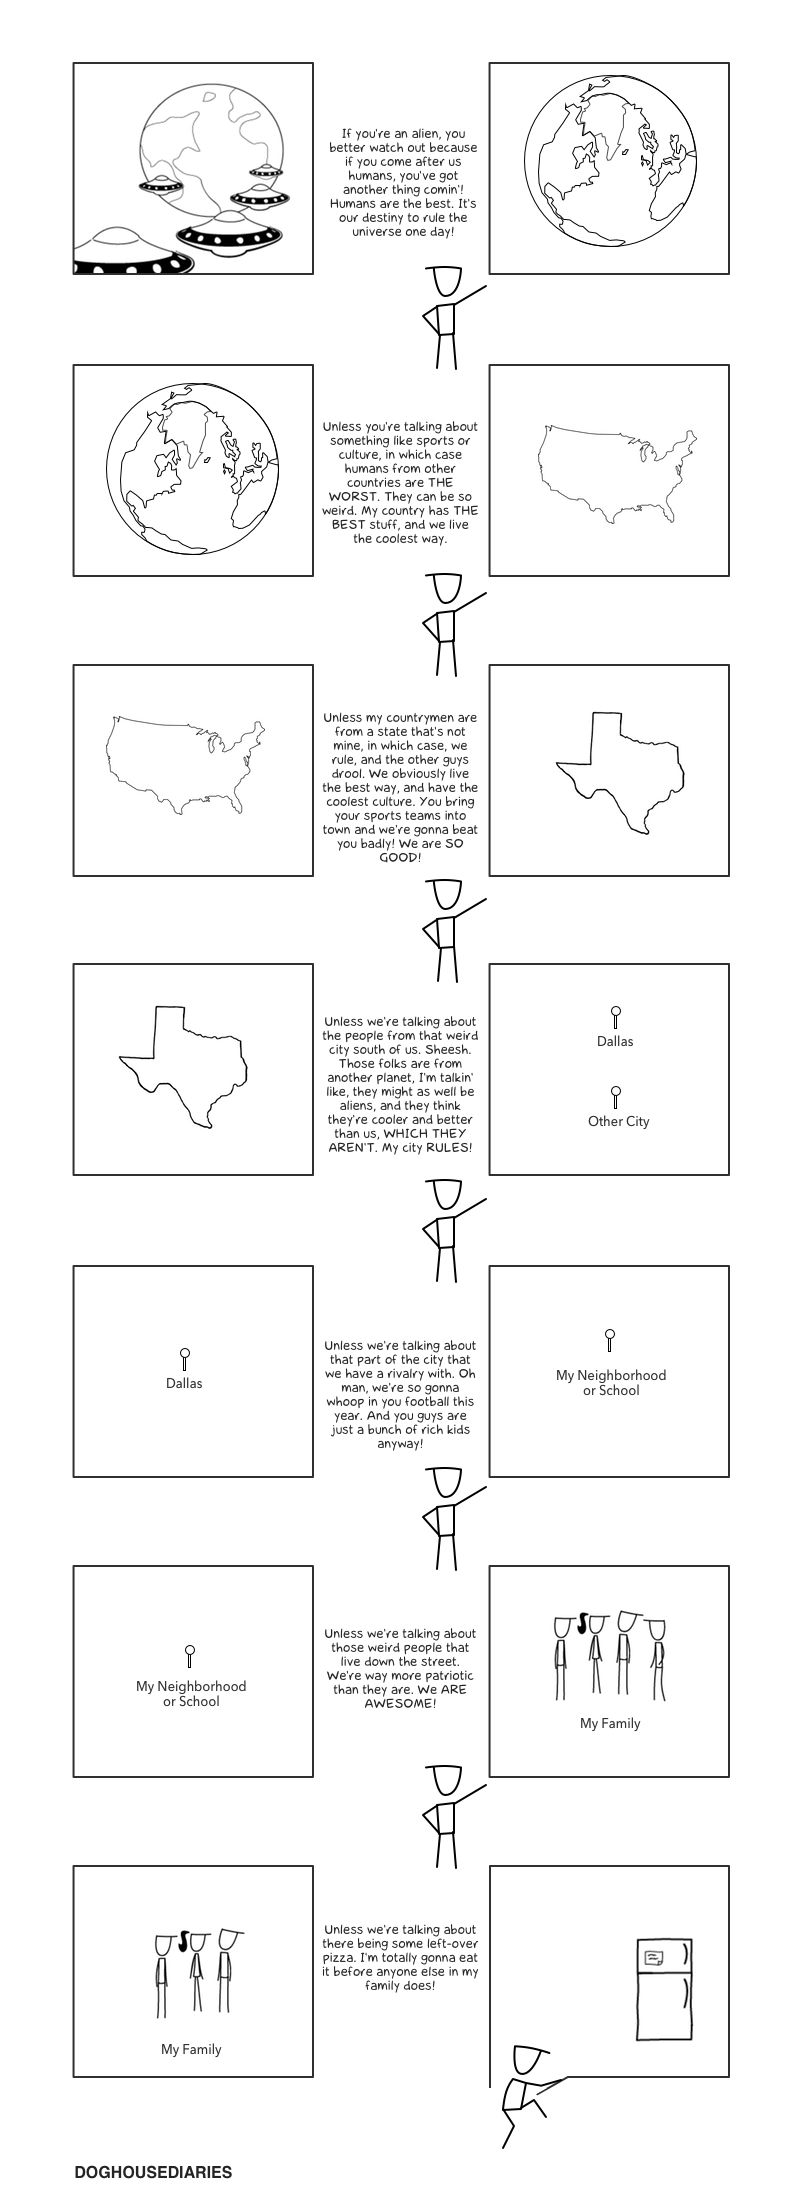 If you're an alien, you
better watch out because
if you come after us
humans, you've got
another thing comin'!
Humans are the best. It's
our destiny to rule the
universe one day!
Unless you're talking about
something like sports or
culture, in which case
humans from other
countries are THE
WORST. They can be so
weird. My country has THE
BEST stuff, and we live
the coolest way.
Unless my countrymen are
from a state that's not
mine, in which case, we
rule, and the other guys
drool. We obviously live
the best way, and have the
coolest culture. You bring
your sports teams into
town and we're gonna beat
you badly! We are SO
GOOD!
Unless we're talking about
the people from that weird
city south of us. Sheesh.
Those folks are from
another planet, I'm talkin'
like, they might as well be
aliens, and they think
they're cooler and better
than us, WHICH THEY
AREN'T. My city RULES!
Dallas
Other City
Dallas
Unless we're talking about
that part of the city that
we have a rivalry with. Oh
man, we're so gonna
whoop in you football this
year. And you guys are
just a bunch of rich kids
anyway!
My Neighborhood
or School
My Neighborhood
or School
Unless we're talking about
those weird people that
live down the street.
We're way more patriotic
than they are. We ARE
AWESOME!
My Family
My Family
Unless we're talking about
there being some left-over
pizza. I'm totally gonna eat
it before anyone else in my
family does!
DOGHOUSEDIARIES